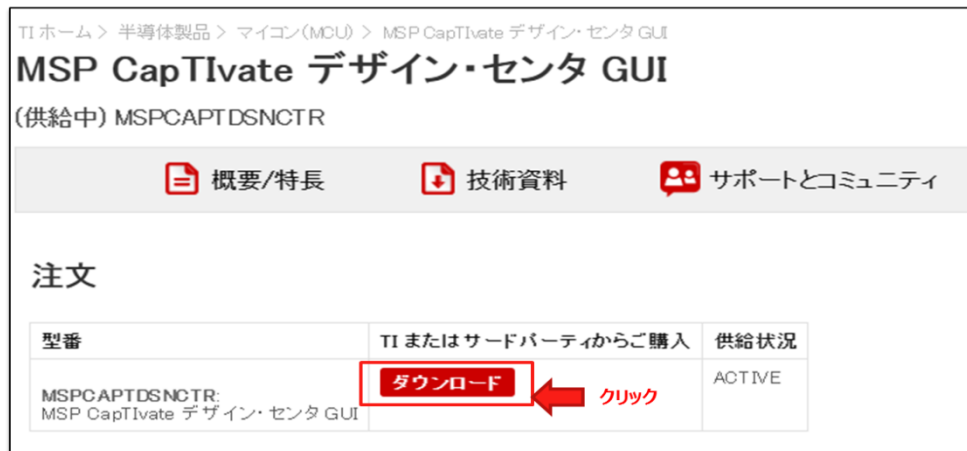 TI ホーム > 半導体製品 > マイコン(MCU) > MSP CapTIvate デザイン・センタ GUI
MSP CapTIvate デザイン・センタ GUI
(供給中) MSPCAPTDSNCTR
概要/特長 技術資料 サポートとコミュニティ
注文
型番 TI またはサードパーティからご購入 供給状況
MSPCAPTDSNCTR:
MSP CapTIvate デザイン・センタ GUI
ダウンロード クリック ACTIVE